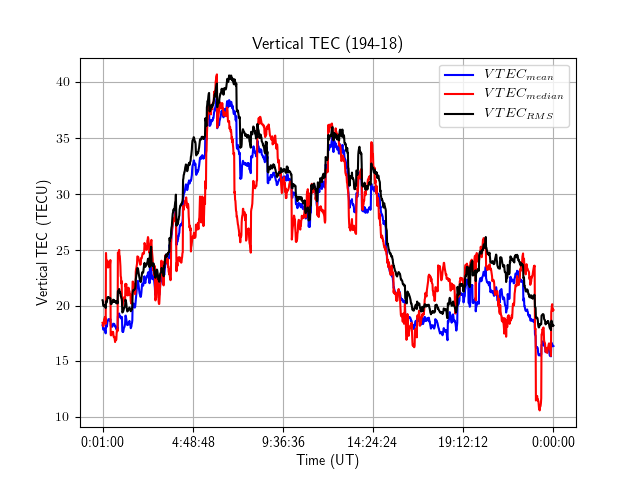 Vertical TEC (194-18)
VTEC_mean
VTEC_median
VTEC_RMS
Vertical TEC (TECU)
40
35
30
25
20
15
10
0:01:00 4:48:48 9:36:36 14:24:24 19:12:12 0:00:00
Time (UT)